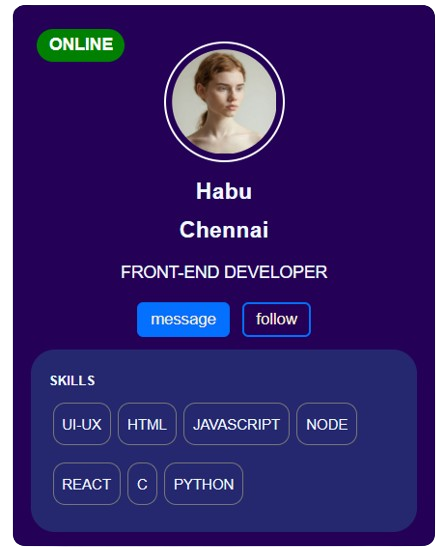 ONLINE
Habu
Chennai
FRONT-END DEVELOPER
message follow
SKILLS
UI-UX HTML JAVASCRIPT NODE
REACT C PYTHON